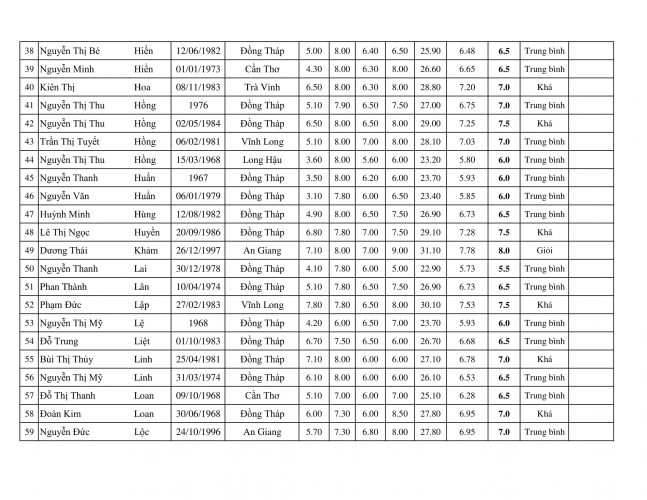 38 Nguyễn Thị Bé Hiền 12/06/1982 Đồng Tháp 5.00 8.00 6.40 6.50 25.90 6.48 6.5 Trung bình
39 Nguyễn Minh Hiển 01/01/1973 Cần Thơ 4.30 8.00 6.30 8.00 26.60 6.65 6.5 Trung bình
40 Kiên Thị Hoa 08/11/1983 Trà Vinh 6.50 8.00 6.30 8.00 28.80 7.20 7.0 Khá
41 Nguyễn Thị Thu Hồng 1976 Đồng Tháp 5.10 7.90 6.50 7.50 27.00 6.75 7.0 Trung bình
42 Nguyễn Thị Thu Hồng 02/05/1984 Đồng Tháp 6.50 8.00 6.50 8.00 29.00 7.25 7.5 Khá
43 Trần Thị Tuyết Hồng 06/02/1981 Vĩnh Long 5.10 8.00 7.00 8.00 28.10 7.03 7.0 Trung bình
44 Nguyễn Thị Thu Hồng 15/03/1968 Long Hậu 3.60 8.00 5.60 6.00 23.20 5.80 6.0 Trung bình
45 Nguyễn Thanh Huấn 1967 Đồng Tháp 3.50 8.00 6.20 6.00 23.70 5.93 6.0 Trung bình
46 Nguyễn Văn Huấn 06/01/1979 Đồng Tháp 3.10 7.80 6.00 6.50 23.40 5.85 6.0 Trung bình
47 Huỳnh Minh Hùng 12/08/1982 Đồng Tháp 4.90 8.00 6.50 7.50 26.90 6.73 6.5 Trung bình
48 Lê Thị Ngọc Huyền 20/09/1986 Đồng Tháp 6.80 7.80 7.00 7.50 29.10 7.28 7.5 Khá
49 Dương Thái Khảm 26/12/1997 An Giang 7.10 8.00 7.00 9.00 31.10 7.78 8.0 Giỏi
50 Nguyễn Thanh Lai 30/12/1978 Đồng Tháp 4.10 7.80 6.00 5.00 22.90 5.73 5.5 Trung bình
51 Phan Thành Lân 10/04/1974 Đồng Tháp 5.10 7.80 6.50 7.50 26.90 6.73 6.5 Trung bình
52 Phạm Đức Lập 27/02/1983 Vĩnh Long 7.80 7.80 6.50 8.00 30.10 7.53 7.5 Khá
53 Nguyễn Thị Mỹ Lệ 1968 Đồng Tháp 4.20 6.00 6.50 7.00 23.70 5.93 6.0 Trung bình
54 Đỗ Trung Liệt 01/10/1983 Đồng Tháp 6.70 7.50 6.50 6.00 26.70 6.68 6.5 Trung bình
55 Bùi Thị Thùy Linh 25/04/1981 Đồng Tháp 7.10 8.00 6.00 6.00 27.10 6.78 7.0 Khá
56 Nguyễn Thị Mỹ Linh 31/03/1974 Đồng Tháp 6.10 8.00 6.00 6.00 26.10 6.53 6.5 Trung bình
57 Đỗ Thị Thanh Loan 09/10/1968 Cần Thơ 5.10 7.00 6.00 7.00 25.10 6.28 6.5 Trung bình
58 Đoàn Kim Loan 30/06/1968 Đồng Tháp 6.00 7.30 6.00 8.50 27.80 6.95 7.0 Khá
59 Nguyễn Đức Lộc 24/10/1996 An Giang 5.70 7.30 6.80 8.00 27.80 6.95 7.0 Trung bình